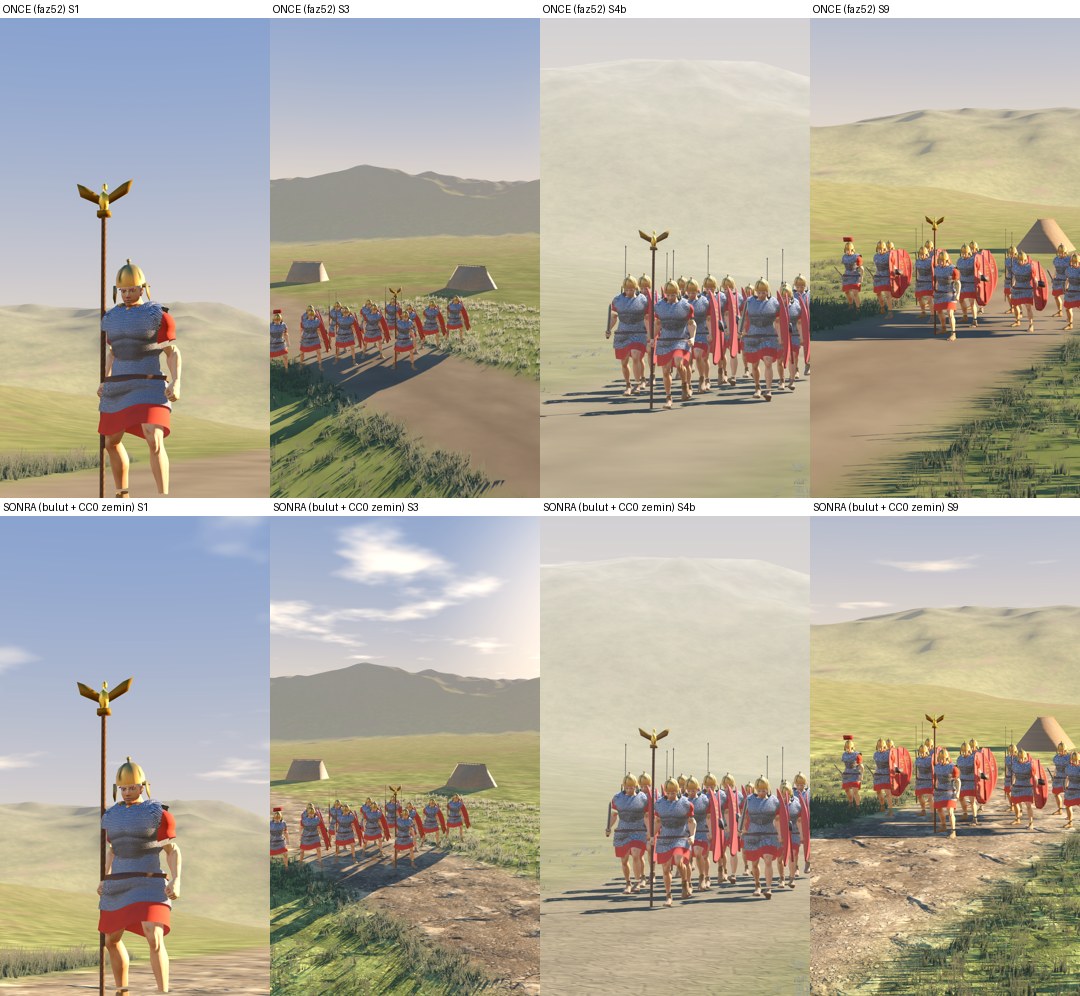 ONCE (faz52) S1
ONCE (faz52) S3
ONCE (faz52) S4b
ONCE (faz52) S9
SONRA (bulut + CC0 zemin) S1
SONRA (bulut + CC0 zemin) S3
SONRA (bulut + CC0 zemin) S4b
SONRA (bulut + CC0 zemin) S9